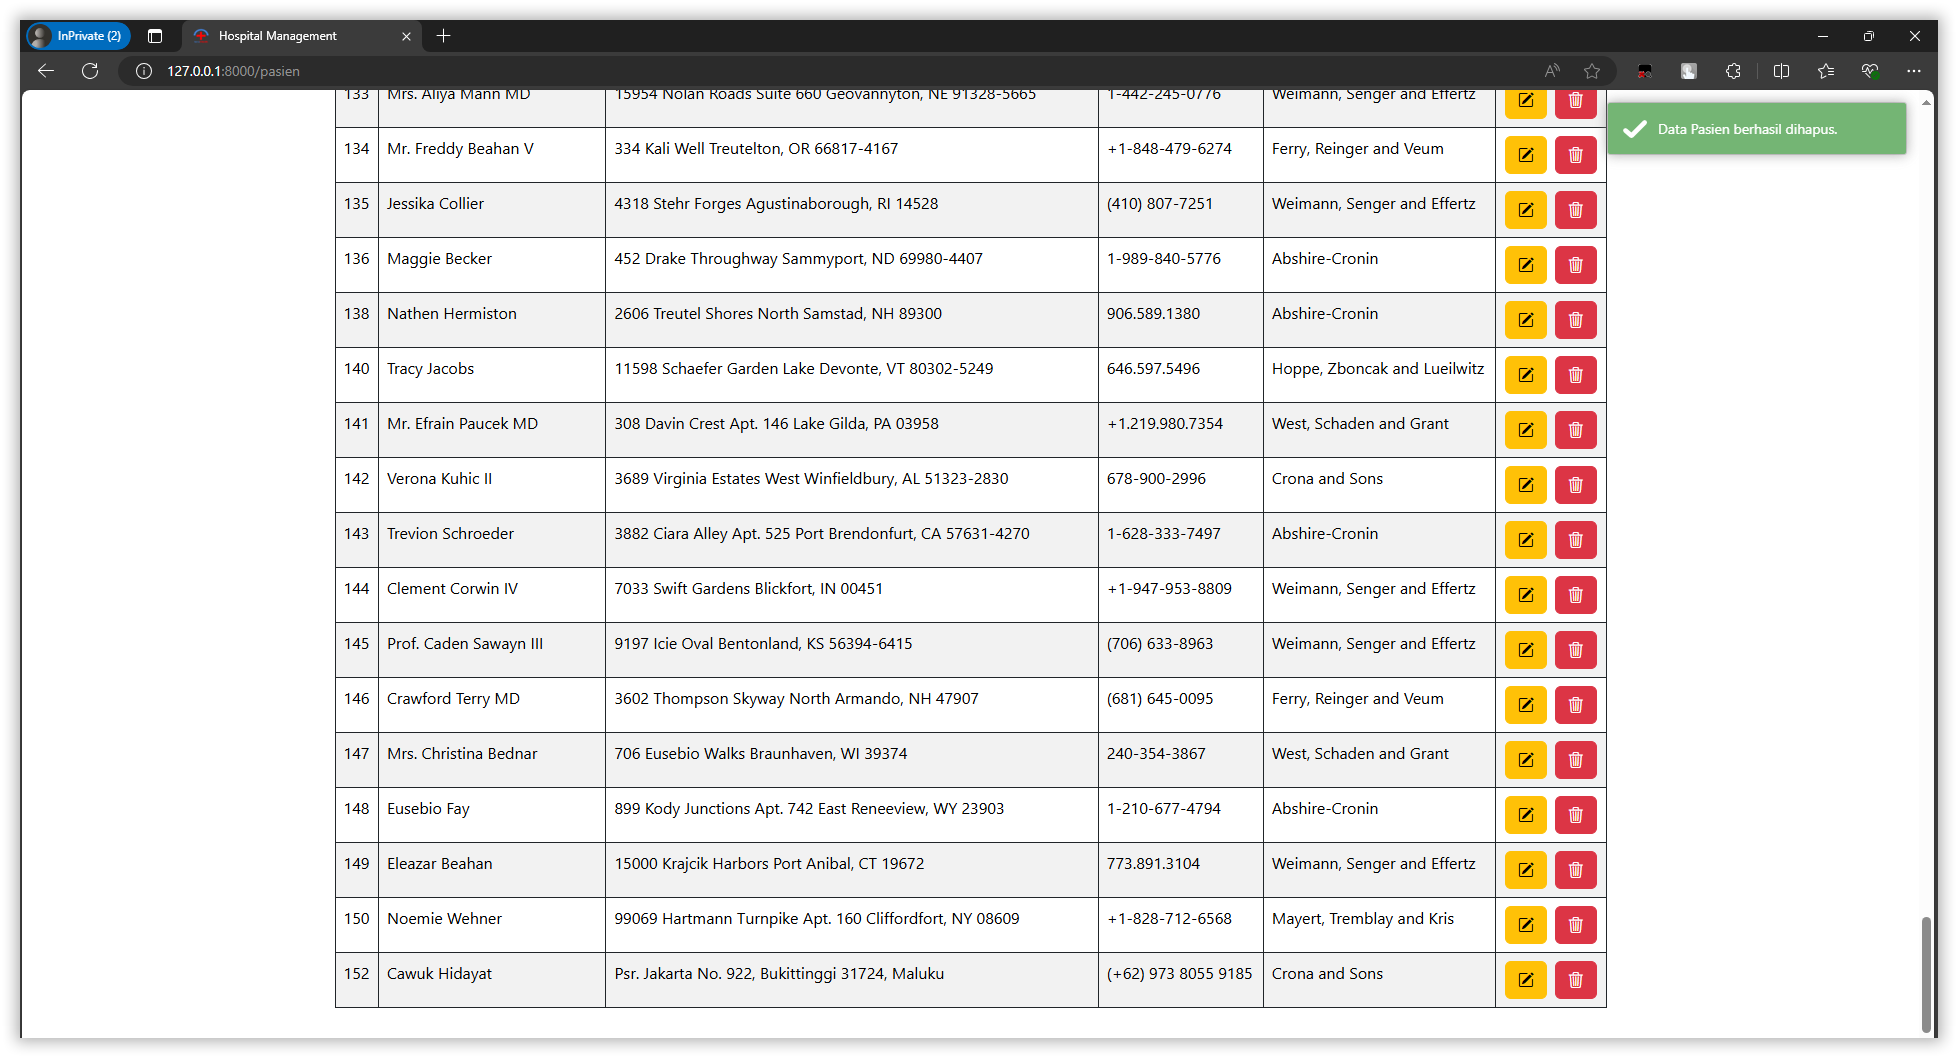 InPrivate (2)
Hospital Management
127.0.0.1:8000/pasien
133 Mrs. Aliya Mann MD 15954 Nolan Roads Suite 660 Geovannyton, NE 91328-5665 1-442-245-0776 Weimann, Senger and Effertz
Data Pasien berhasil dihapus.
134 Mr. Freddy Beahan V 334 Kali Well Treutelton, OR 66817-4167 +1-848-479-6274 Ferry, Reinger and Veum
135 Jessika Collier 4318 Stehr Forges Agustinaborough, RI 14528 (410) 807-7251 Weimann, Senger and Effertz
136 Maggie Becker 452 Drake Throughway Sammyport, ND 69980-4407 1-989-840-5776 Abshire-Cronin
138 Nathen Hermiston 2606 Treutel Shores North Samstad, NH 89300 906.589.1380 Abshire-Cronin
140 Tracy Jacobs 11598 Schaefer Garden Lake Devonte, VT 80302-5249 646.597.5496 Hoppe, Zboncak and Lueilwitz
141 Mr. Efrain Paucek MD 308 Davin Crest Apt. 146 Lake Gilda, PA 03958 +1.219.980.7354 West, Schaden and Grant
142 Verona Kuhic II 3689 Virginia Estates West Winfieldbury, AL 51323-2830 678-900-2996 Crona and Sons
143 Trevion Schroeder 3882 Ciara Alley Apt. 525 Port Brendonfurt, CA 57631-4270 1-628-333-7497 Abshire-Cronin
144 Clement Corwin IV 7033 Swift Gardens Blickfort, IN 00451 +1-947-953-8809 Weimann, Senger and Effertz
145 Prof. Caden Sawayn III 9197 Icie Oval Bentonland, KS 56394-6415 (706) 633-8963 Weimann, Senger and Effertz
146 Crawford Terry MD 3602 Thompson Skyway North Armando, NH 47907 (681) 645-0095 Ferry, Reinger and Veum
147 Mrs. Christina Bednar 706 Eusebio Walks Braunhaven, WI 39374 240-354-3867 West, Schaden and Grant
148 Eusebio Fay 899 Kody Junctions Apt. 742 East Reneeview, WY 23903 1-210-677-4794 Abshire-Cronin
149 Eleazar Beahan 15000 Krajcik Harbors Port Anibal, CT 19672 773.891.3104 Weimann, Senger and Effertz
150 Noemie Wehner 99069 Hartmann Turnpike Apt. 160 Cliffordfort, NY 08609 +1-828-712-6568 Mayert, Tremblay and Kris
152 Cawuk Hidayat Psr. Jakarta No. 922, Bukittinggi 31724, Maluku (+62) 973 8055 9185 Crona and Sons